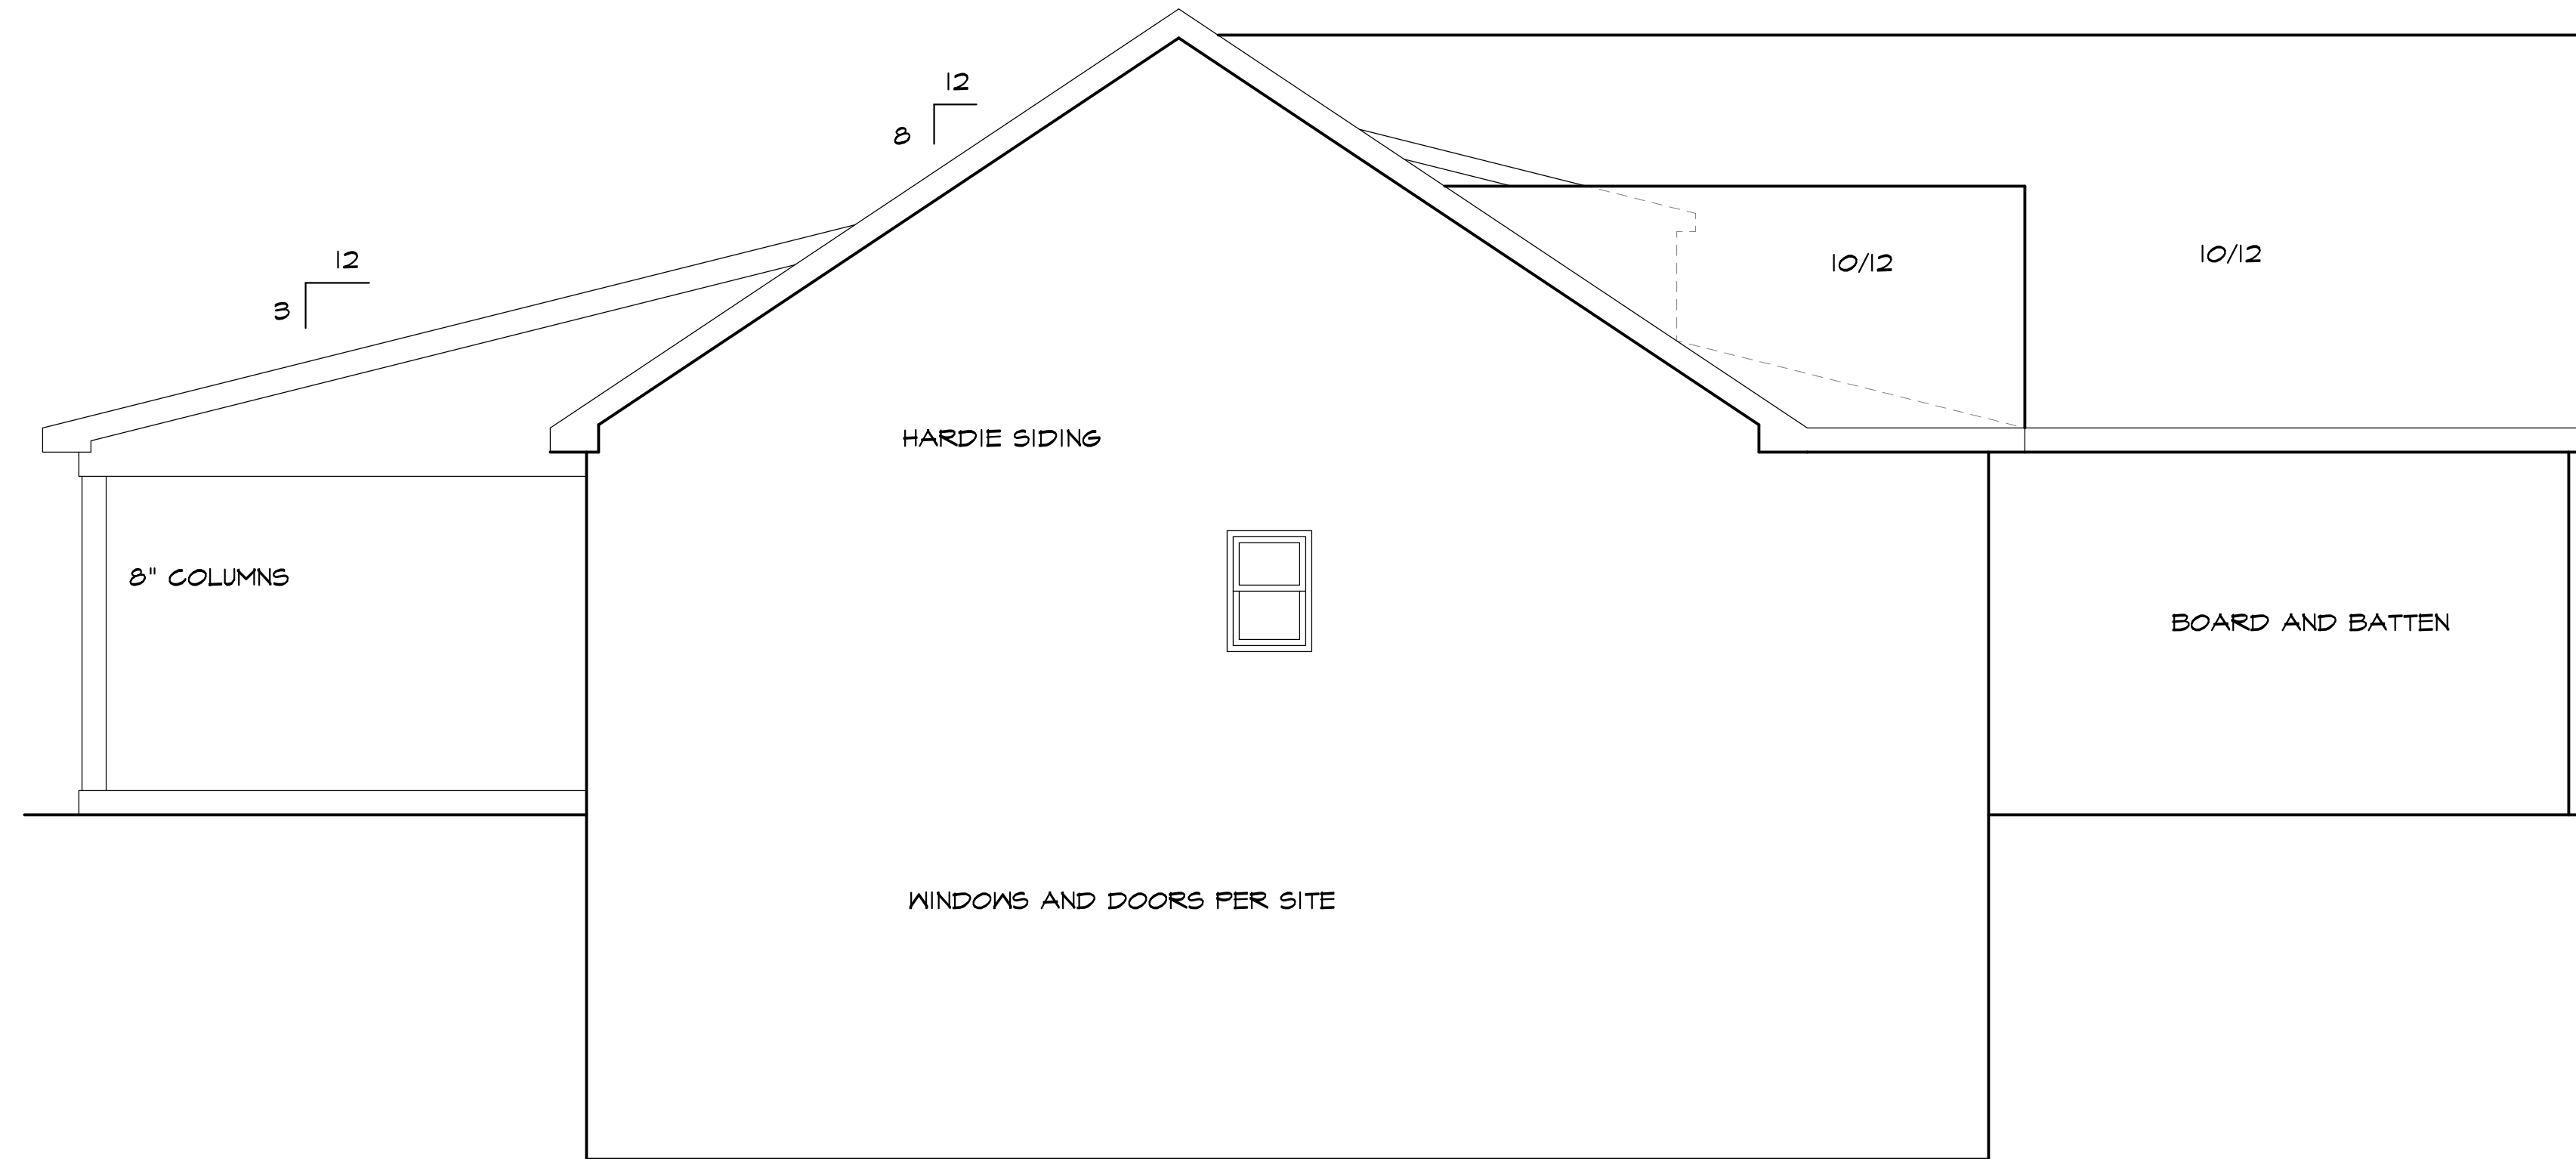 12
8
12
3
10/12
10/12
HARDIE SIDING
8" COLUMNS
BOARD AND BATTEN
WINDOWS AND DOORS PER SITE